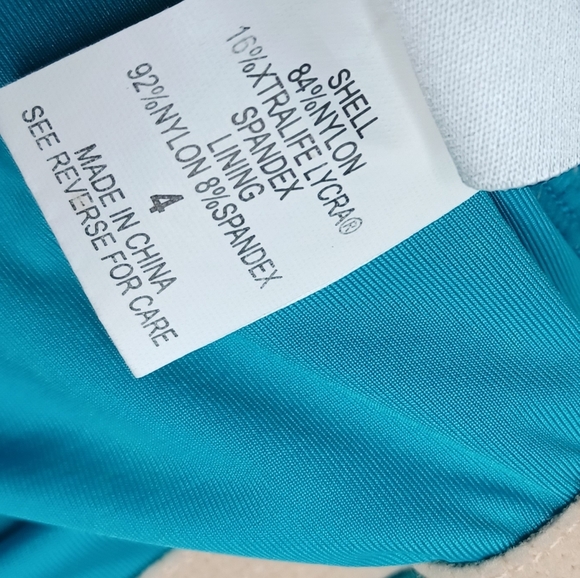 SHELL
84%NYLON
16%XTRALIFE LYCRA®
SPANDEX
LINING
92%NYLON 8%SPANDEX
4
MADE IN CHINA
SEE REVERSE FOR CARE